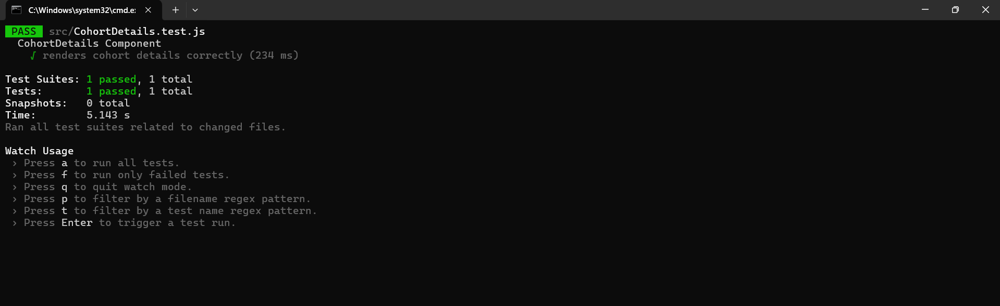 C:\Windows\system32\cmd.e
PASS src/CohortDetails.test.js
CohortDetails Component
√ renders cohort details correctly (234 ms)
Test Suites: 1 passed, 1 total
Tests: 1 passed, 1 total
Snapshots: 0 total
Time: 5.143 s
Ran all test suites related to changed files.
Watch Usage
› Press a to run all tests.
› Press f to run only failed tests.
› Press q to quit watch mode.
› Press p to filter by a filename regex pattern.
› Press t to filter by a test name regex pattern.
› Press Enter to trigger a test run.